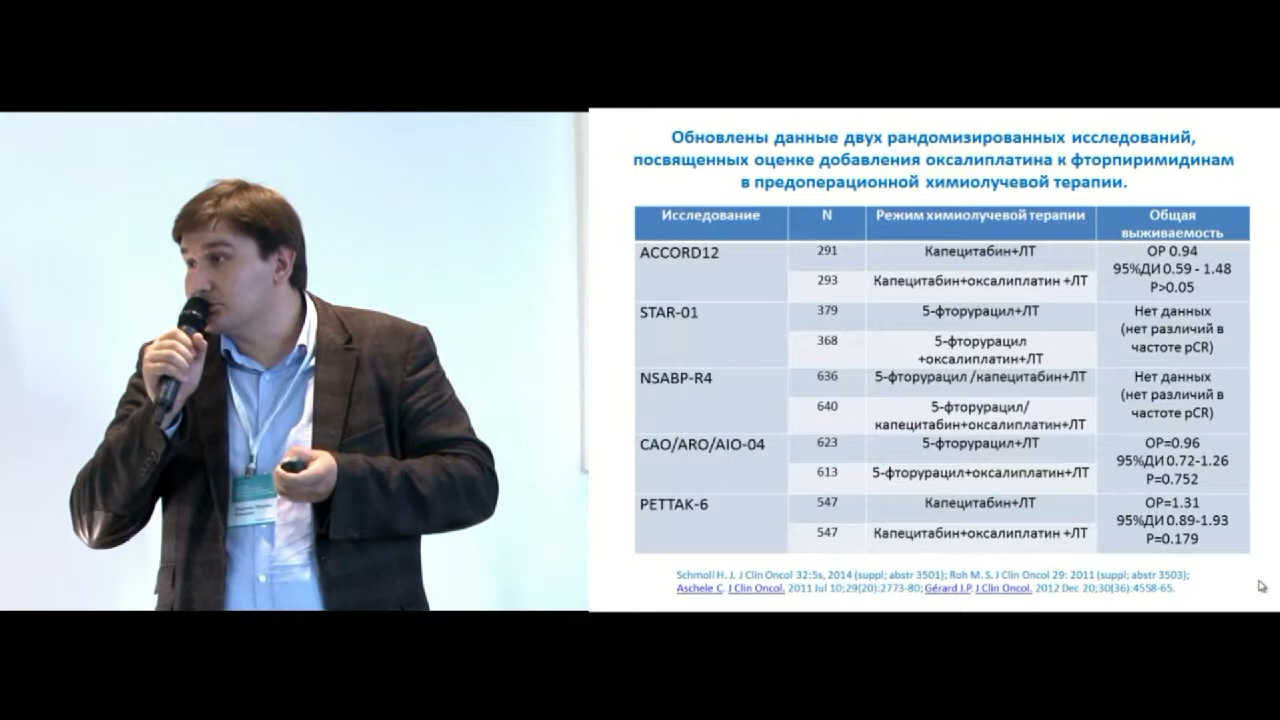 Обновлены данные двух рандомизированных исследований,
посвященных оценке добавления оксалиплатина к фторпиримидинам
в предоперационной химиолучевой терапии.
Исследование N Режим химиолучевой терапии Общая
выживаемость
ACCORD12 291 Капецитабин+ЛТ ОР 0.94
95%ДИ 0.59 - 1.48
293 Капецитабин+оксалиплатин +ЛТ
P>0.05
STAR-01 379 5-фторурацил+ЛТ Нет данных
(нет различий в
368 5-фторурацил
+оксалиплатин+ЛТ
частоте pCR)
NSABP-R4 636 5-фторурацил /капецитабин+ЛТ Нет данных
(нет различий в
640 5-фторурацил/
капецитабин+оксалиплатин+ЛТ
частоте pCR)
CAO/ARO/AIO-04 623 5-фторурацил+ЛТ ОР=0.96
95%ДИ 0.72-1.26
613 5-фторурацил+оксалиплатин+ЛТ
P=0.752
РЕТТАК-6 547 Капецитабин+ЛТ ОР=1.31
95%ДИ 0.89-1.93
547 Капецитабин+оксалиплатин +ЛТ
P=0.179
Schmoll H. J. J Clin Oncol 32:5s, 2014 (suppl; abstr 3501); Roh M. S. J Clin Oncol 29: 2011 (suppl; abstr 3503);
Aschele C. J Clin Oncol. 2011 Jul 10;29(20):2773-80; Gérard J.P. J Clin Oncol. 2012 Dec 20;30(36):4558-65.